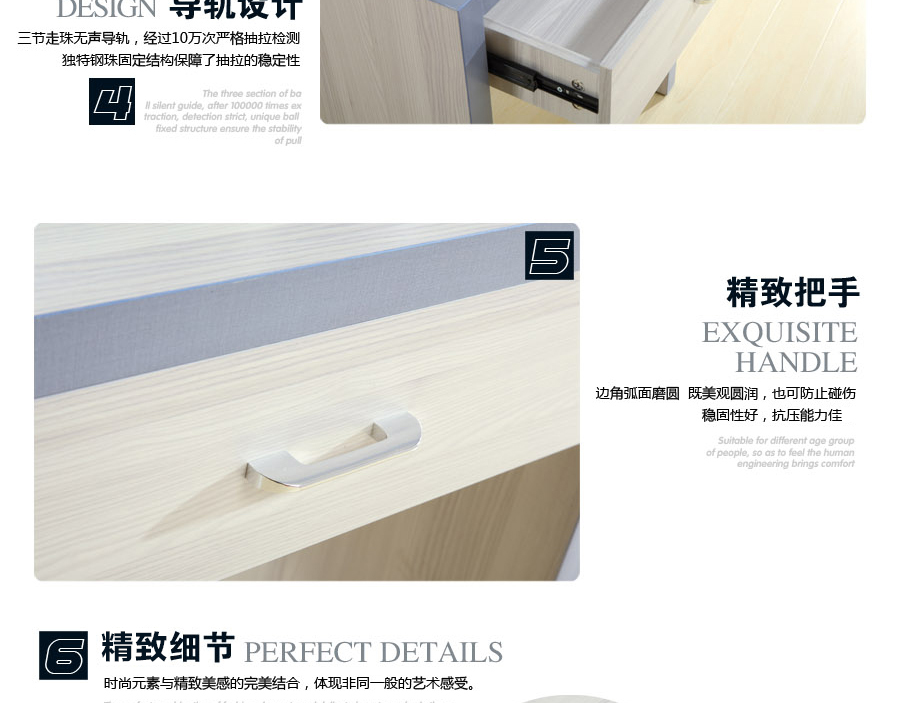 DESIGN 导轨设计
三节走珠无声导轨，经过10万次严格抽拉检测
独特钢珠固定结构保障了抽拉的稳定性
4
The three section of ba
ll silent guide, after 100000 times ex
traction, detection strict, unique ball
fixed structure ensure the stability
of pull
5
精致把手
EXQUISITE
HANDLE
边角弧面磨圆 既美观圆润，也可防止碰伤
稳固性好，抗压能力佳
Suitable for different age group
of people, so as to feel the human
engineering brings comfort
6
精致细节 PERFECT DETAILS
时尚元素与精致美感的完美结合，体现非同一般的艺术感受。